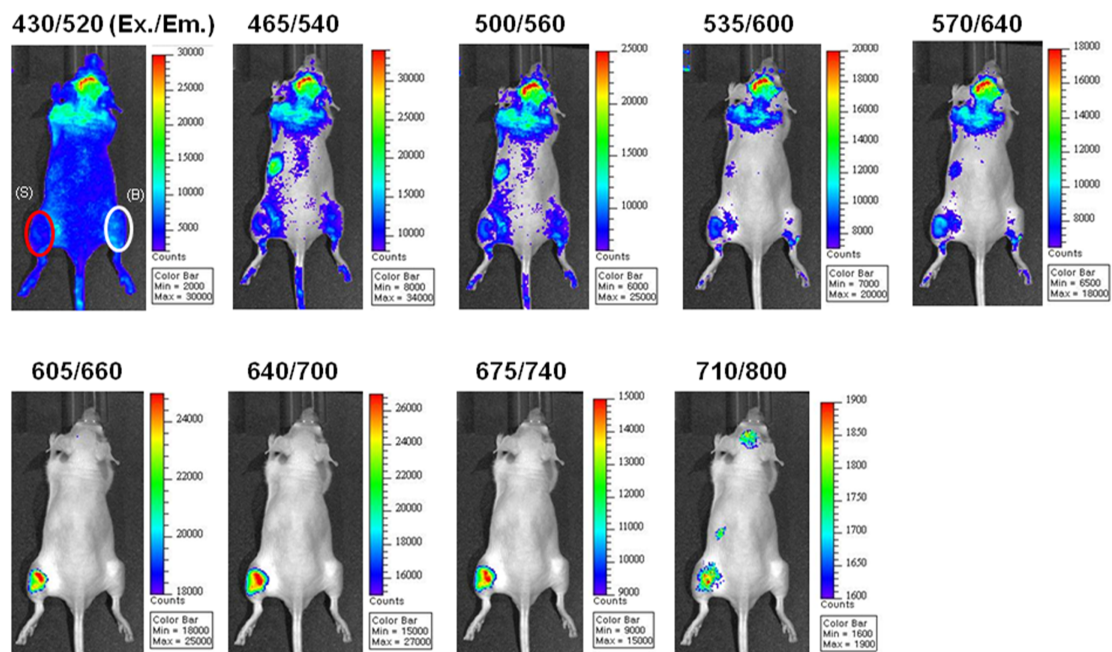 430/520 (Ex./Em.)
465/540
500/560
535/600
570/640
(S)
(B)
30000
25000
20000
15000
10000
5000
Counts
Color Bar
Min = 2000
Max = 30000
30000
25000
20000
15000
10000
Counts
Color Bar
Min = 8000
Max = 34000
25000
20000
15000
10000
Counts
Color Bar
Min = 6000
Max = 25000
20000
18000
16000
14000
12000
10000
8000
Counts
Color Bar
Min = 7000
Max = 20000
18000
16000
14000
12000
10000
8000
Counts
Color Bar
Min = 6500
Max = 18000
605/660
640/700
675/740
710/800
24000
23000
22000
21000
20000
19000
18000
Counts
Color Bar
Min = 18000
Max = 25000
26000
24000
22000
20000
18000
16000
Counts
Color Bar
Min = 15000
Max = 27000
15000
14000
13000
12000
11000
10000
9000
Counts
Color Bar
Min = 9000
Max = 15000
1900
1850
1800
1750
1700
1650
1600
Counts
Color Bar
Min = 1600
Max = 1900